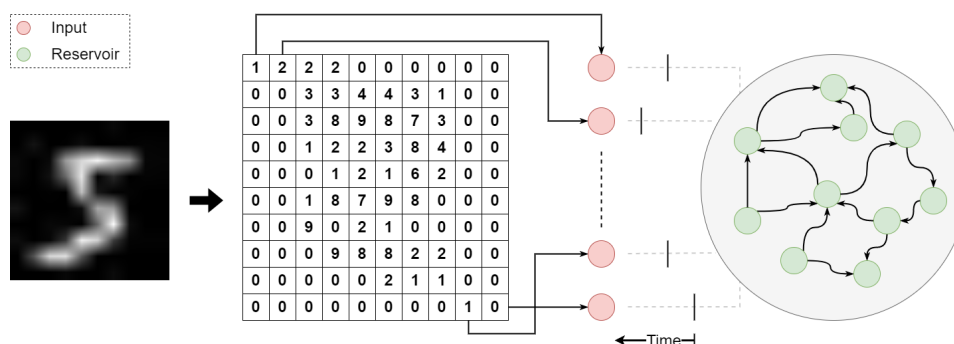 Input
Reservoir
1 2 2 2 0 0 0 0 0 0
0 0 3 3 4 4 3 1 0 0
0 0 3 8 9 8 7 3 0 0
0 0 1 2 2 3 8 4 0 0
0 0 0 1 2 1 6 2 0 0
0 0 1 8 7 9 8 0 0 0
0 0 9 0 2 1 0 0 0 0
0 0 0 9 8 8 2 2 0 0
0 0 0 0 0 2 1 1 0 0
0 0 0 0 0 0 0 0 1 0
5
Time